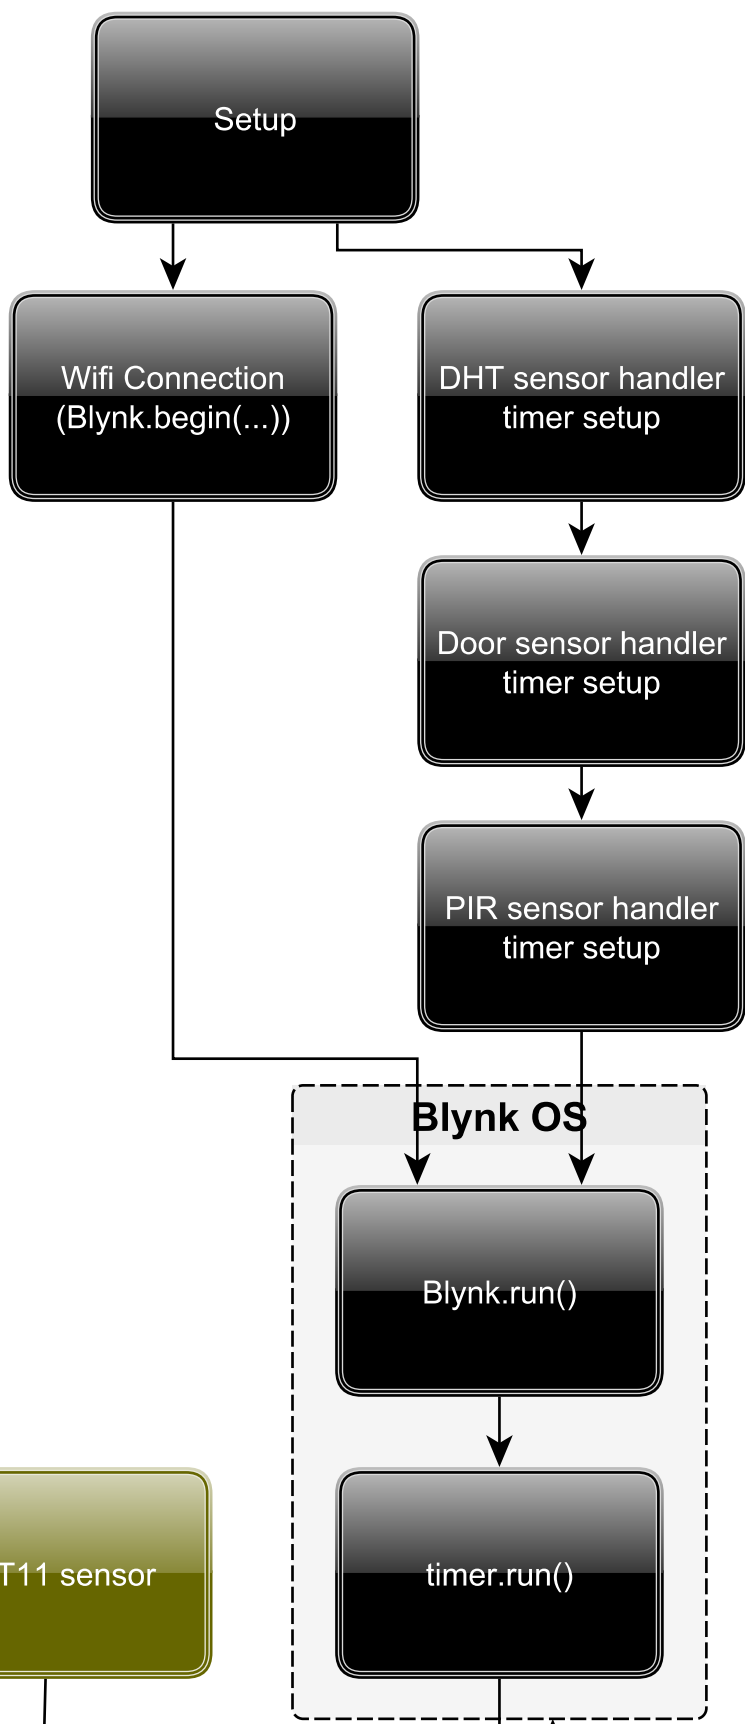 Setup
Wifi Connection
(Blynk.begin(...))
DHT sensor handler
timer setup
Door sensor handler
timer setup
PIR sensor handler
timer setup
Blynk OS
Blynk.run()
T11 sensor
timer.run()